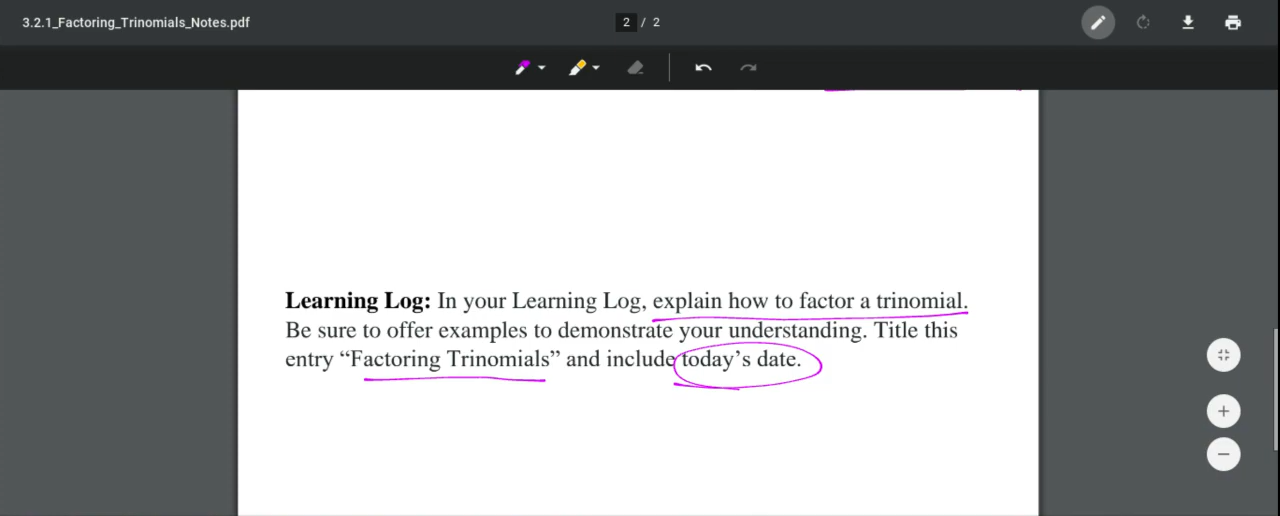 3.2.1_Factoring_Trinomials_Notes.pdf
2 / 2
Learning Log: In your Learning Log, explain how to factor a trinomial.
Be sure to offer examples to demonstrate your understanding. Title this
entry “Factoring Trinomials” and include today’s date.